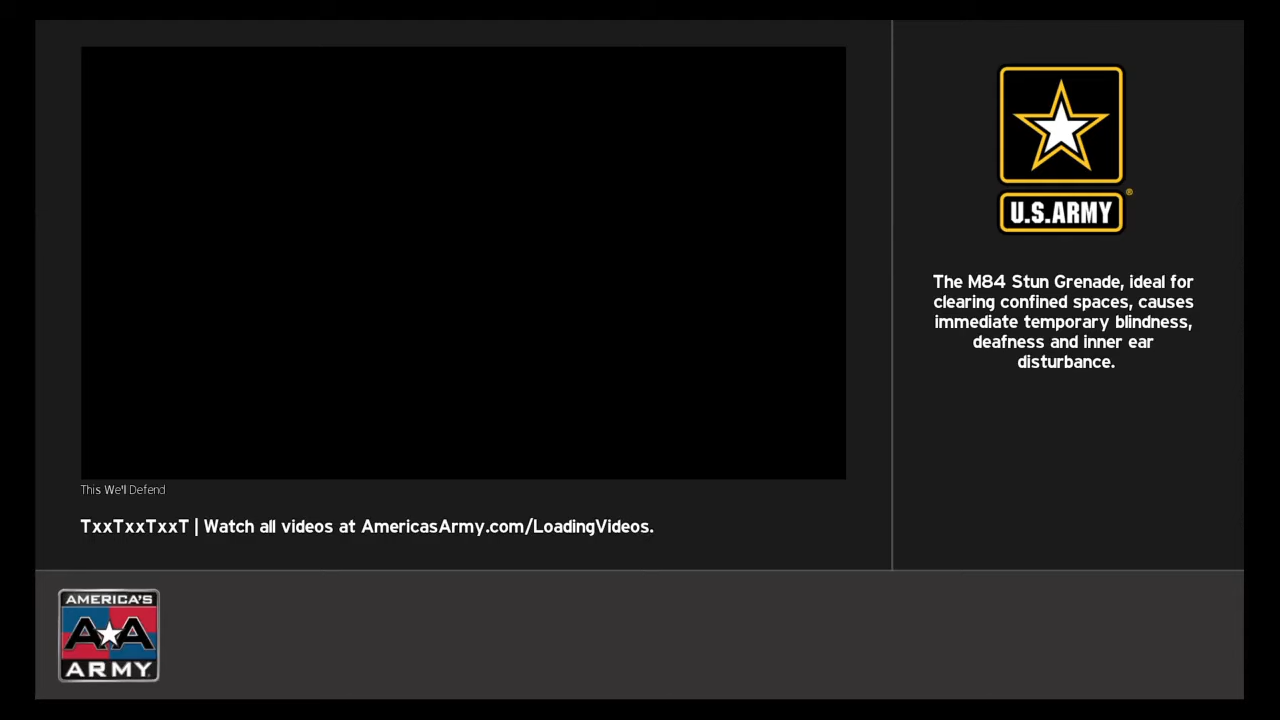 This We'll Defend
TxxTxxTxxT | Watch all videos at AmericasArmy.com/LoadingVideos.
U.S.ARMY®
The M84 Stun Grenade, ideal for
clearing confined spaces, causes
immediate temporary blindness,
deafness and inner ear
disturbance.
AMERICA'S
A★A
ARMY